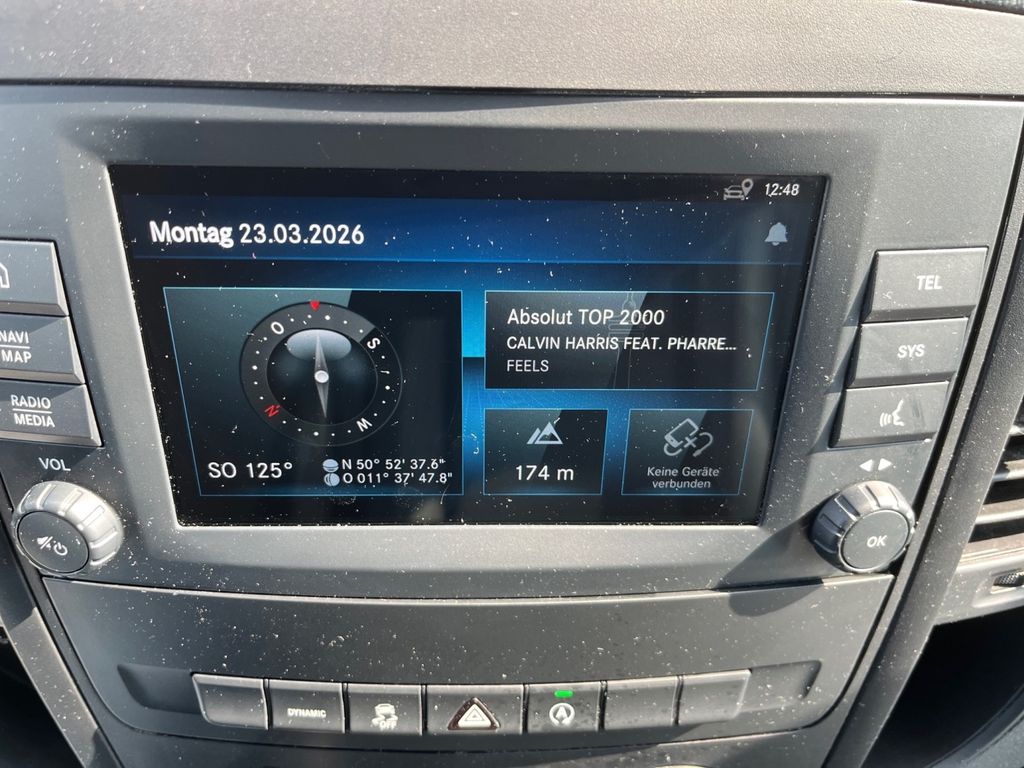 12:48
Montag 23.03.2026
O
S
N
W
SO 125°
N 50° 52' 37.6"
O 011° 37' 47.8"
Absolut TOP 2000
CALVIN HARRIS FEAT. PHARRE...
FEELS
174 m
Keine Geräte
verbunden
NAVI
MAP
RADIO
MEDIA
VOL
TEL
SYS
OK
DYNAMIC
OFF
A